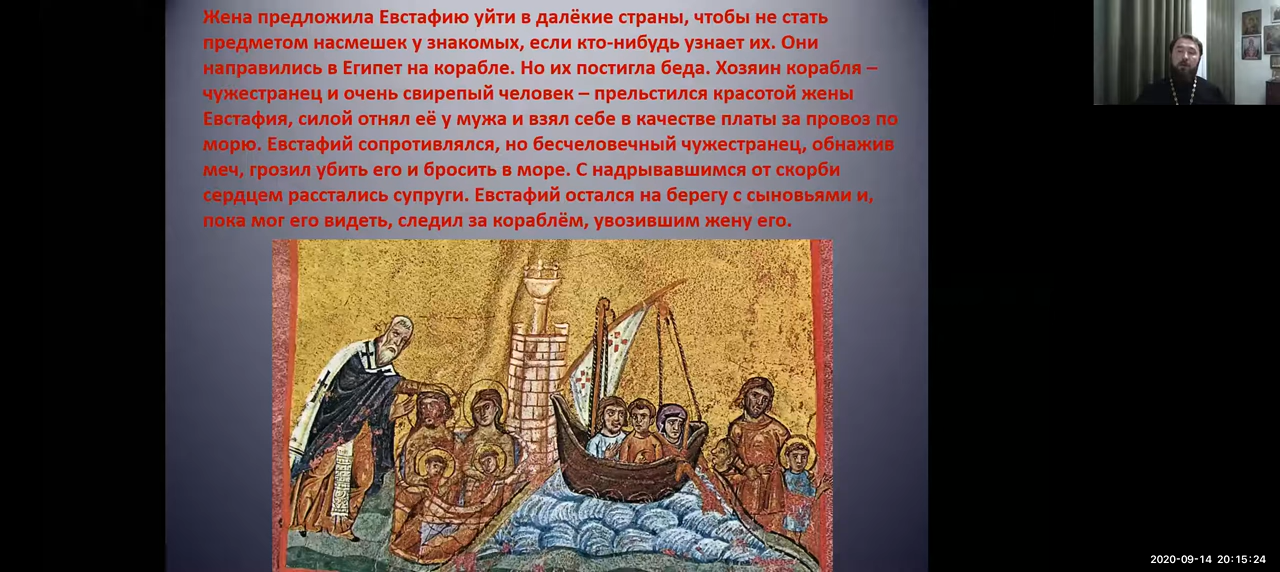 Жена предложила Евстафию уйти в далёкие страны, чтобы не стать
предметом насмешек у знакомых, если кто-нибудь узнает их. Они
направились в Египет на корабле. Но их постигла беда. Хозяин корабля –
чужестранец и очень свирепый человек – прельстился красотой жены
Евстафия, силой отнял её у мужа и взял себе в качестве платы за провоз по
морю. Евстафий сопротивлялся, но бесчеловечный чужестранец, обнажив
меч, грозил убить его и бросить в море. С надрывавшимся от скорби
сердцем расстались супруги. Евстафий остался на берегу с сыновьями и,
пока мог его видеть, следил за кораблём, увозившим жену его.
2020-09-14 20:15:24